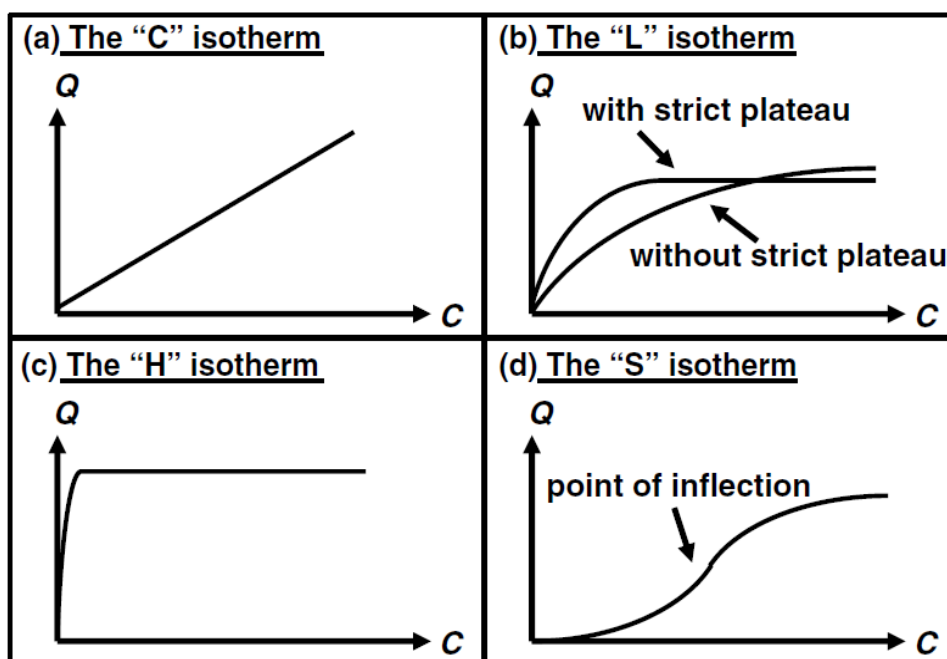 (a) The “C” isotherm
Q
C
(b) The “L” isotherm
Q
with strict plateau
without strict plateau
C
(c) The “H” isotherm
Q
C
(d) The “S” isotherm
Q
point of inflection
C